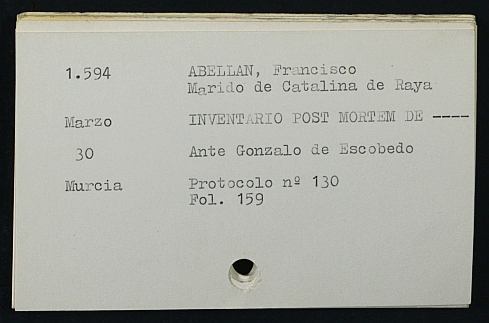 1.594 ABELLAN, Francisco
Marido de Catalina de Raya
Marzo INVENTARIO POST MORTEM DE ----
30 Ante Gonzalo de Escobedo
Murcia Protocolo nº 130
Fol. 159